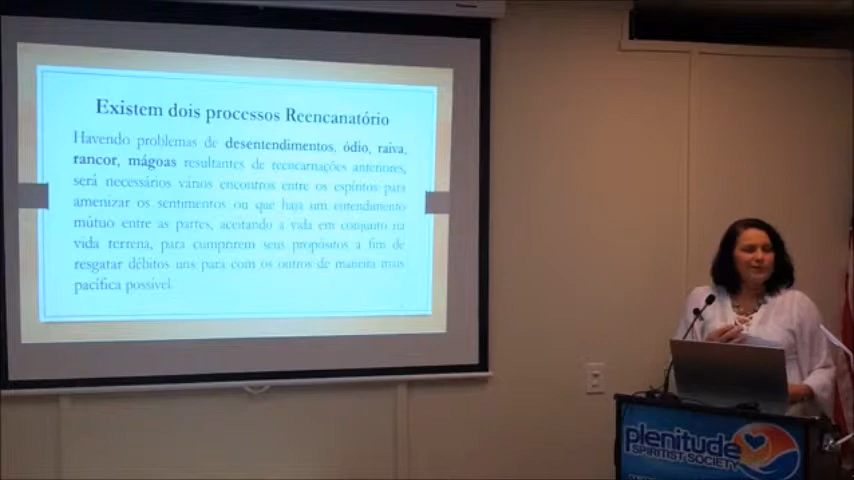 Existem dois processos Reencanatório
Havendo problemas de desentendimentos, ódio, raiva,
rancor, mágoas resultantes de reencarnações anteriores,
será necessários vários encontros entre os espíritos para
amenizar os sentimentos ou que haja um entendimento
mútuo entre as partes, aceitando a vida em conjunto na
vida terrena, para cumprirem seus propósitos a fim de
resgatar débitos uns para com os outros de maneira mais
pacífica possível.
plenitude
SPIRITIST SOCIETY